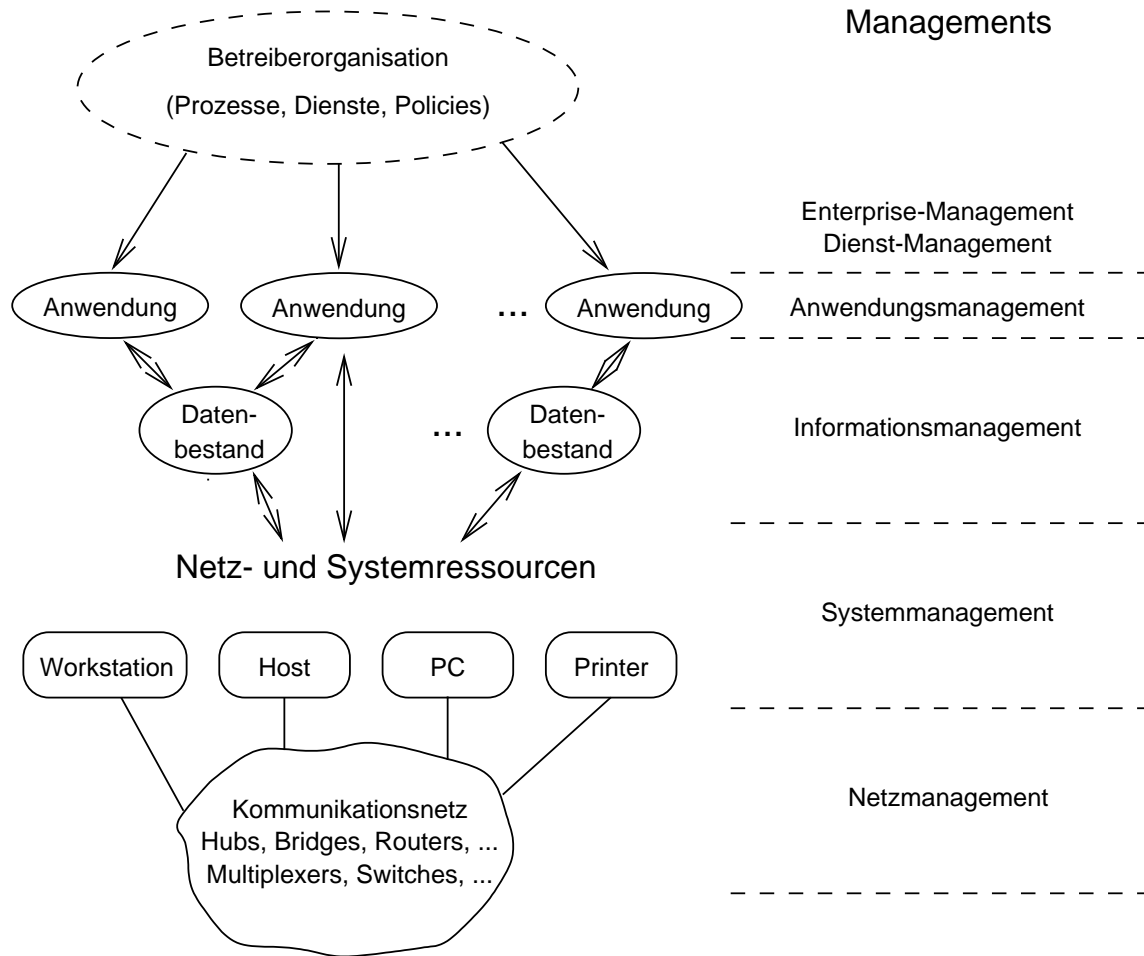 Managements
Betreiberorganisation
(Prozesse, Dienste, Policies)
Enterprise-Management
Dienst-Management
Anwendung
Anwendung
...
Anwendung
Anwendungsmanagement
Daten-
bestand
...
Daten-
bestand
Informationsmanagement
Netz- und Systemressourcen
Systemmanagement
Workstation
Host
PC
Printer
Netzmanagement
Kommunikationsnetz
Hubs, Bridges, Routers, ...
Multiplexers, Switches, ...